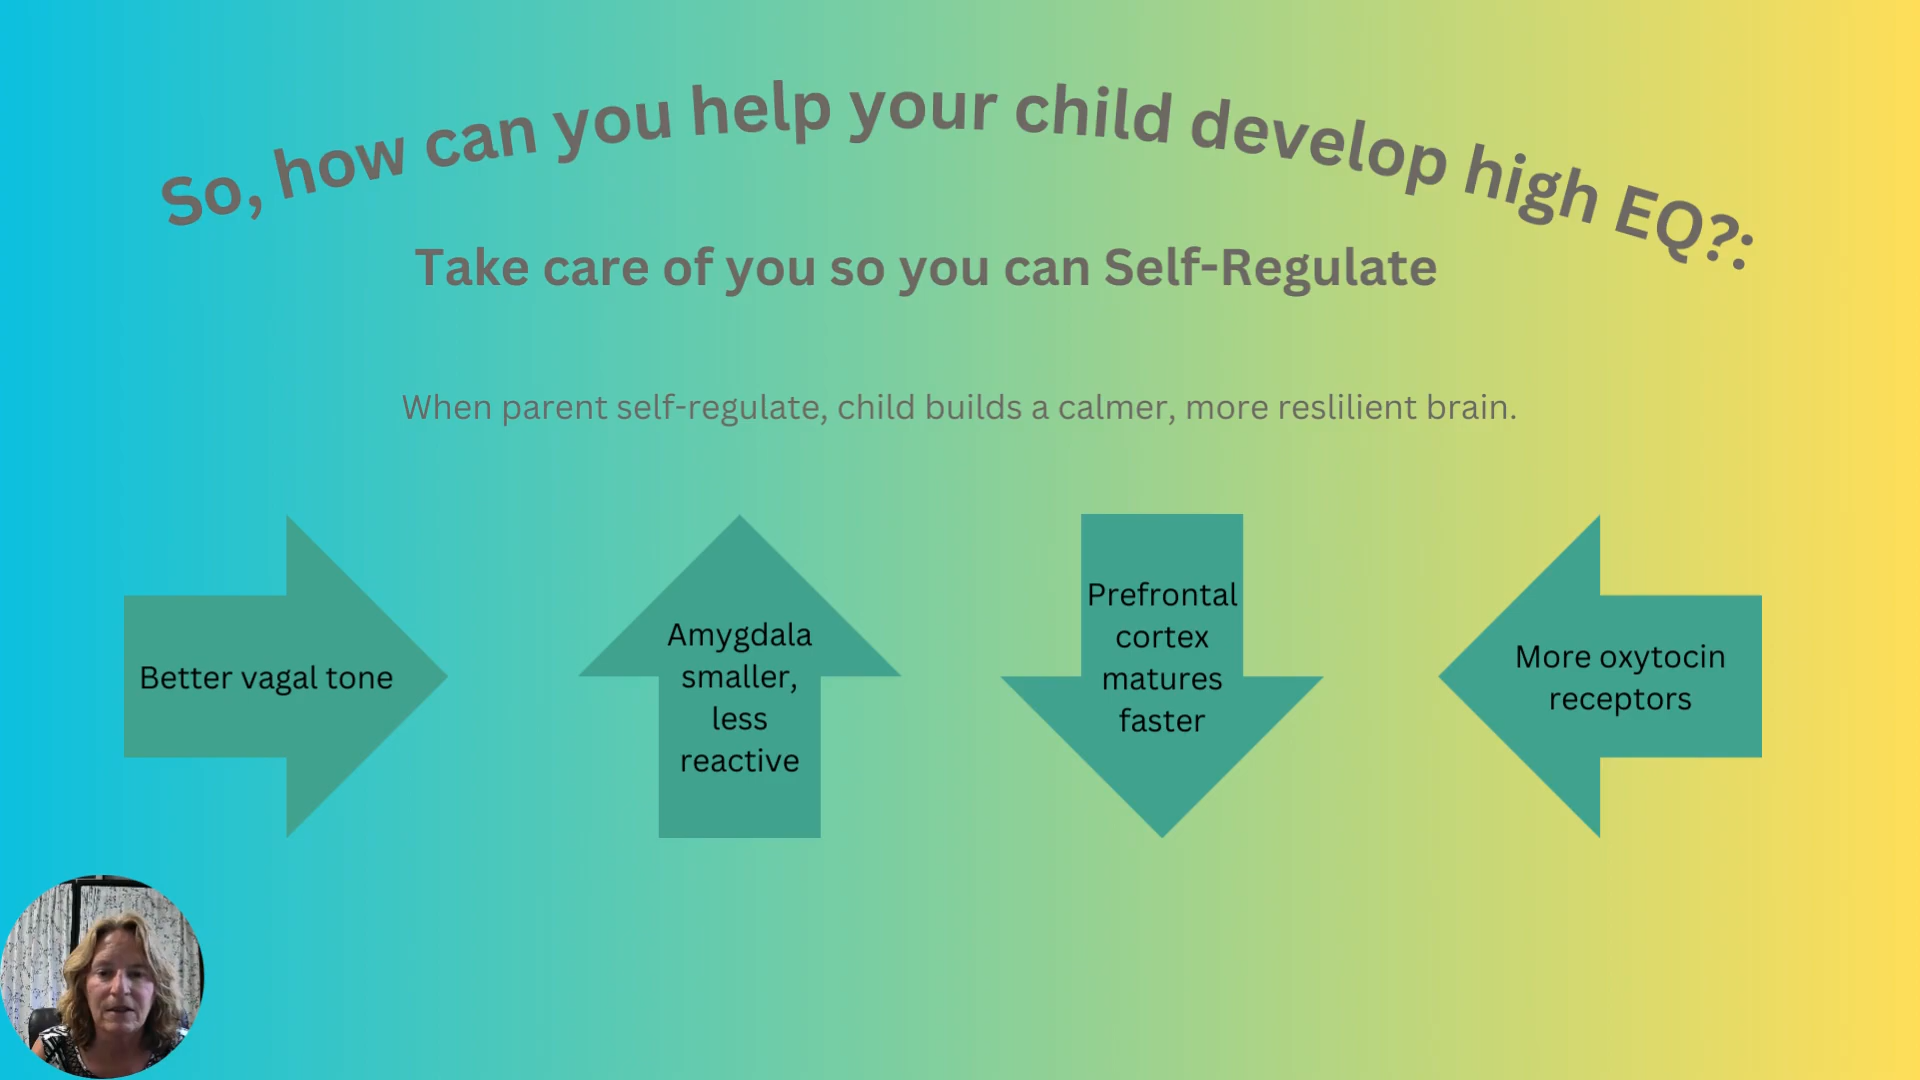 So, how can you help your child develop high EQ?:
Take care of you so you can Self-Regulate
When parent self-regulate, child builds a calmer, more reslilient brain.
Better vagal tone
Amygdala
smaller,
less
reactive
Prefrontal
cortex
matures
faster
More oxytocin
receptors